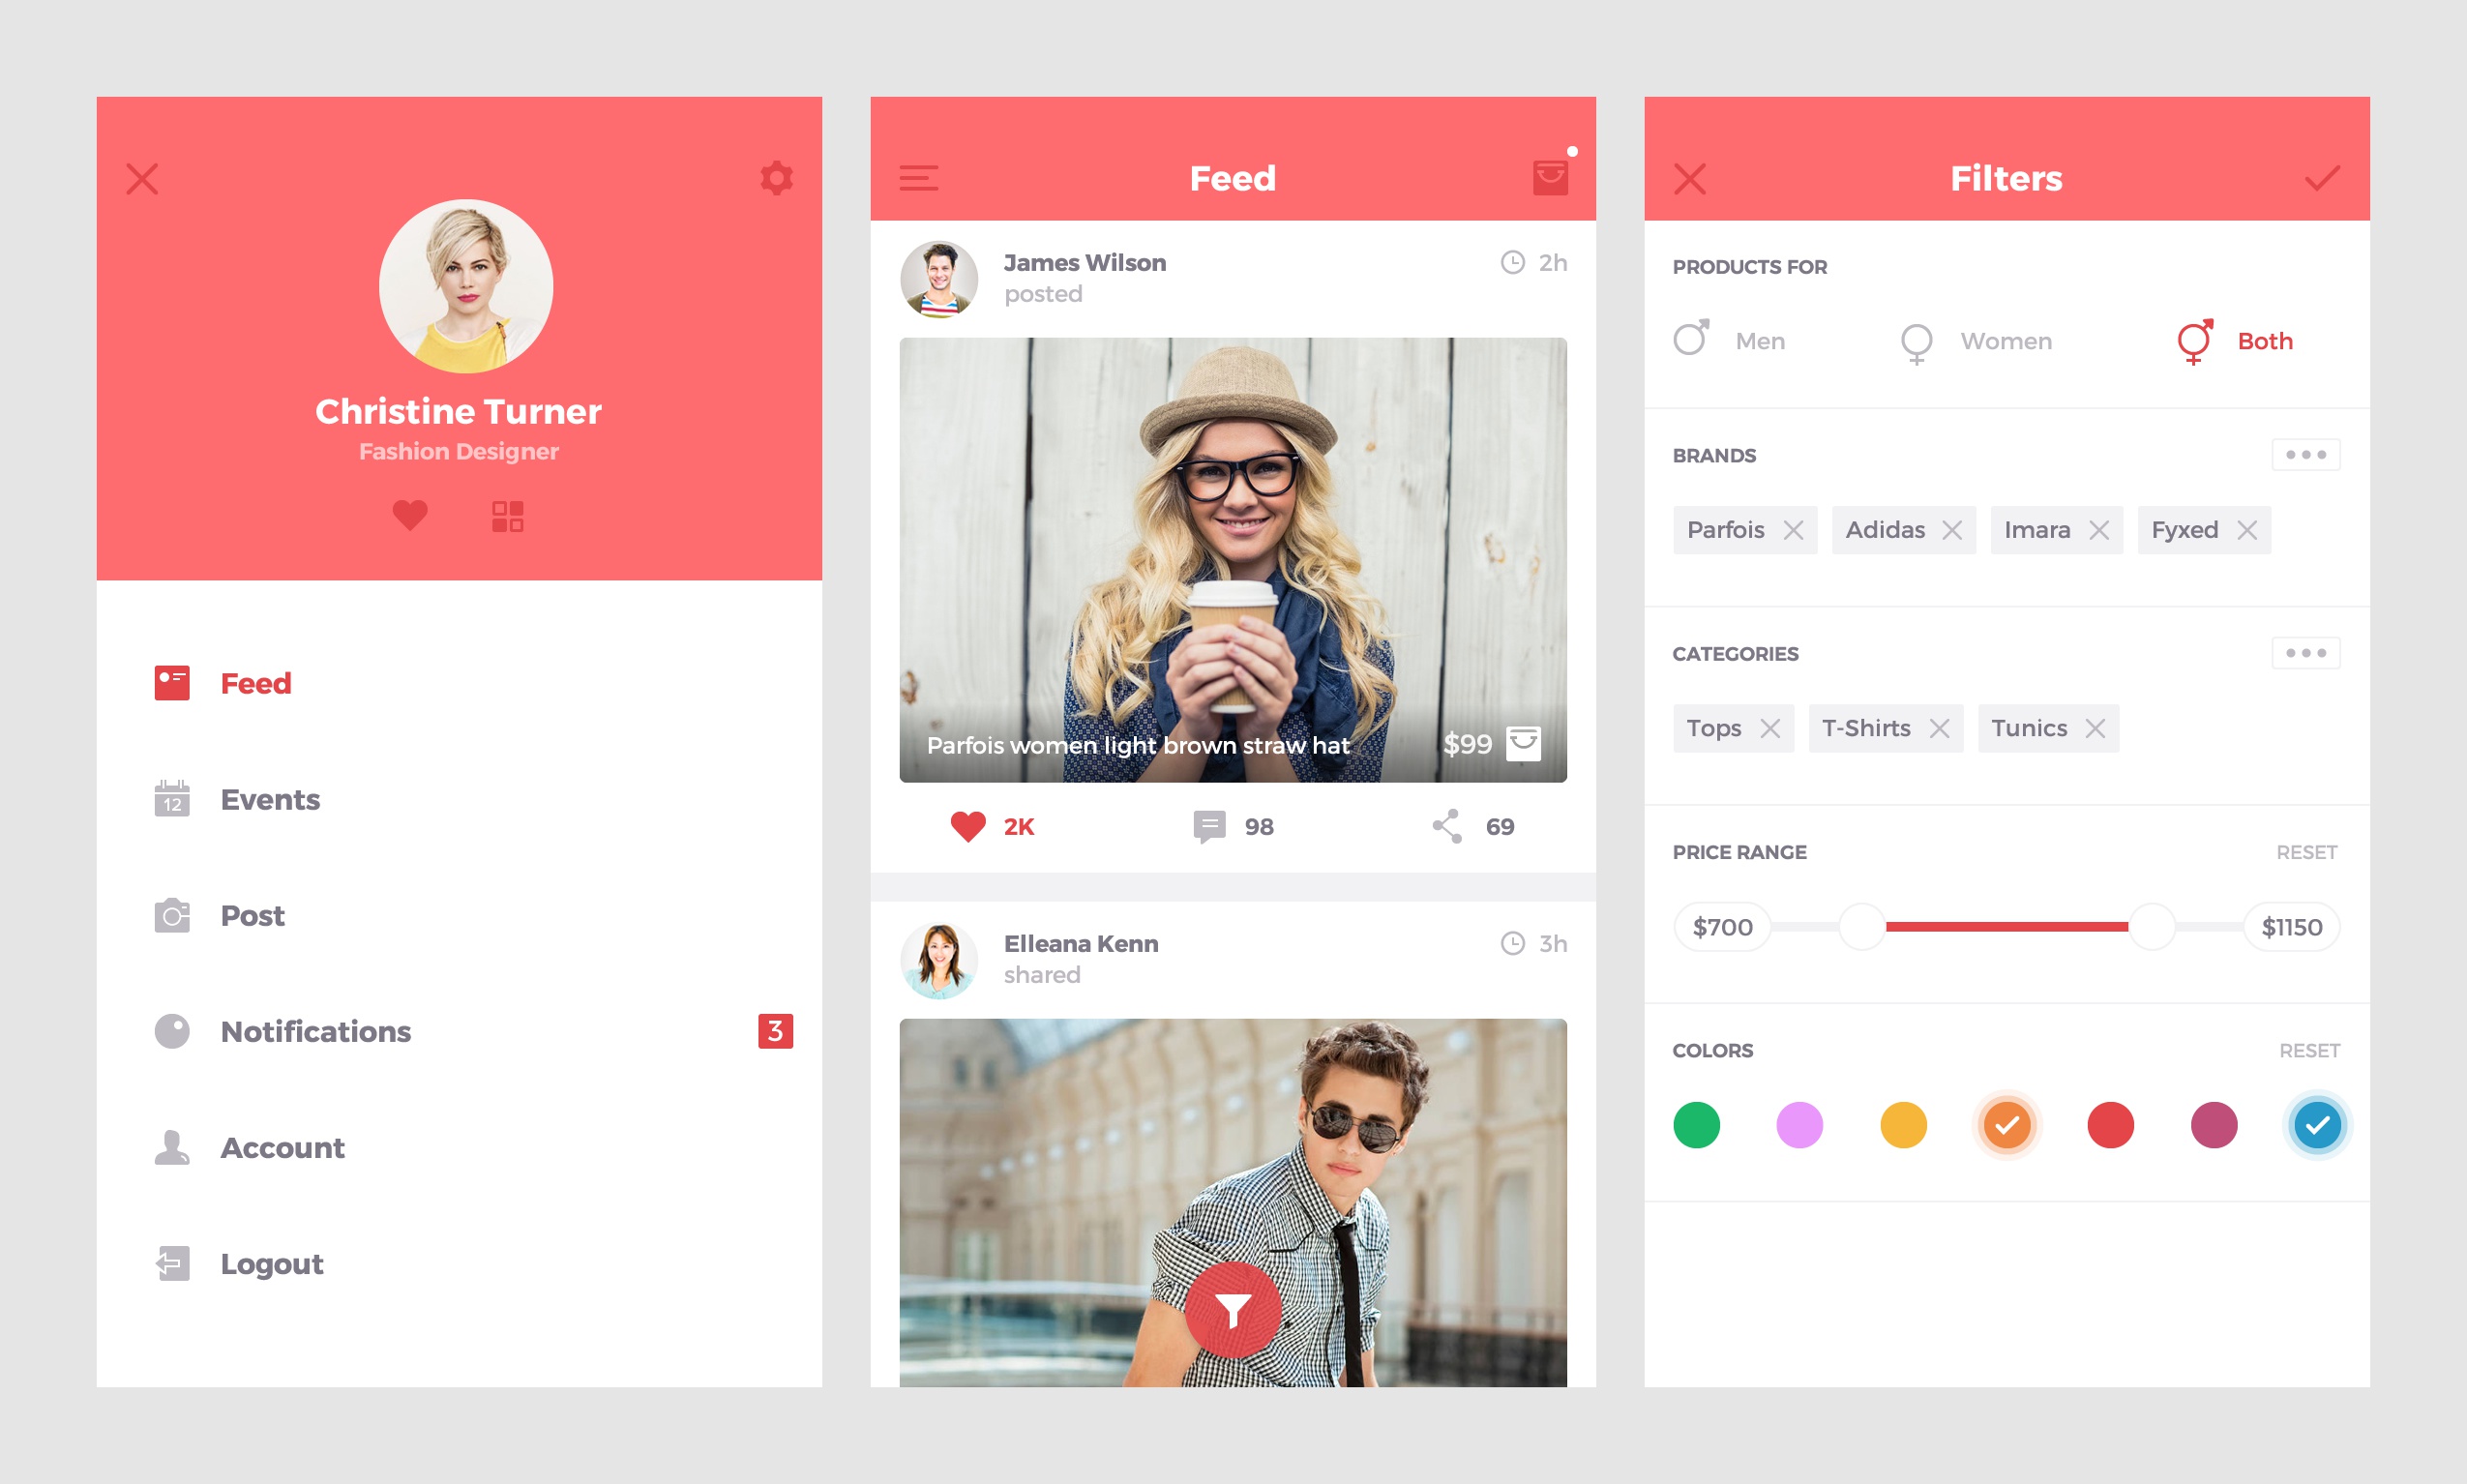 Christine Turner
Fashion Designer
Feed
12
Events
Post
Notifications
3
Account
Logout
Feed
James Wilson
2h
posted
Parfois women light brown straw hat
$99
2K
98
69
Elleana Kenn
3h
shared
Filters
PRODUCTS FOR
Men
Women
Both
BRANDS
Parfois
Adidas
Imara
Fyxed
CATEGORIES
Tops
T-Shirts
Tunics
PRICE RANGE
RESET
$700
$1150
COLORS
RESET